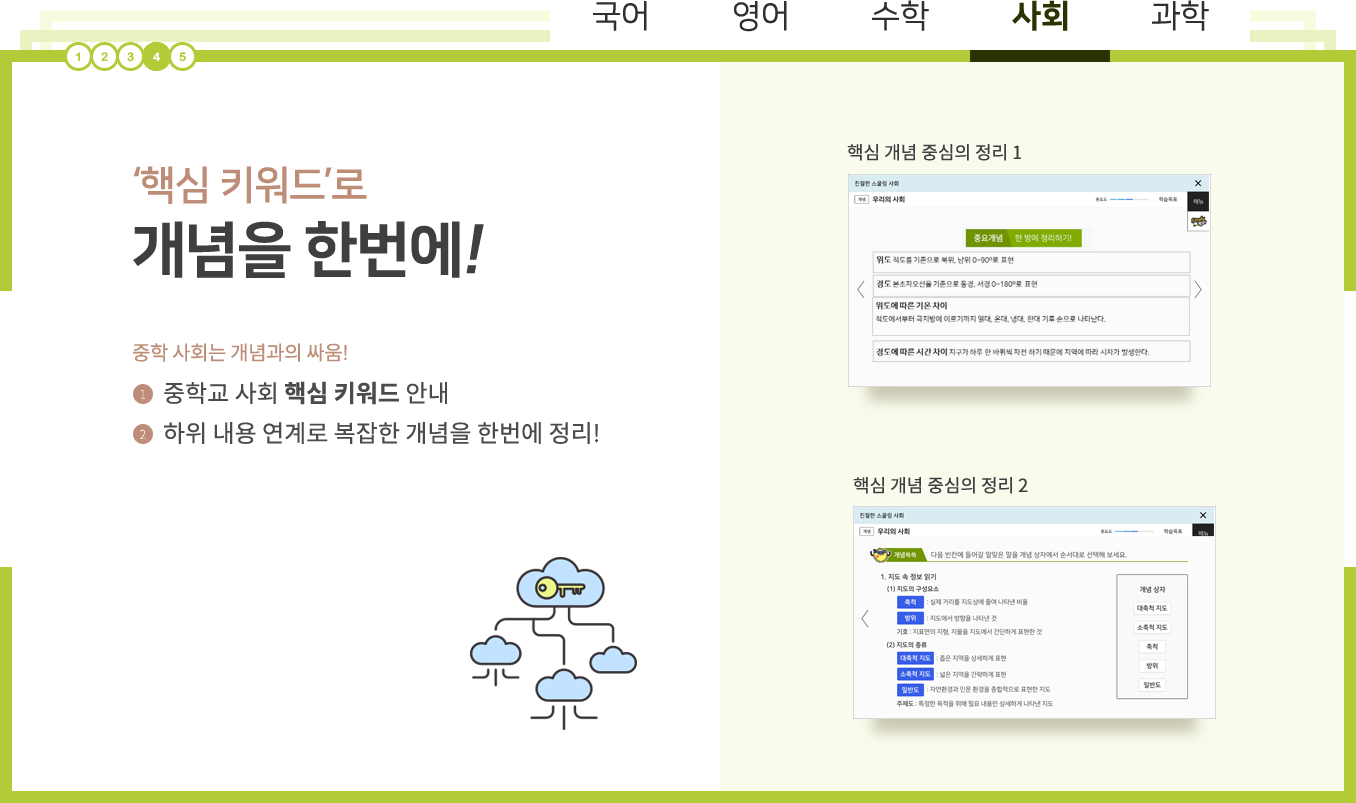 국어 영어 수학 사회 과학
1 2 3 4 5
‘핵심 키워드’로
개념을 한번에!
중학 사회는 개념과의 싸움!
1 중학교 사회 핵심 키워드 안내
2 하위 내용 연계로 복잡한 개념을 한번에 정리!
핵심 개념 중심의 정리 1
친절한 스쿨링 사회
개념 우리의 사회 중요도 학습목표 메뉴
중요개념 한 방에 정리하기!
위도 적도를 기준으로 북위, 남위 0~90º로 표현
경도 본초자오선을 기준으로 동경, 서경 0~180º로 표현
위도에 따른 기온 차이
적도에서부터 극지방에 이르기까지 열대, 온대, 냉대, 한대 기후 순으로 나타난다.
경도에 따른 시간 차이 지구가 하루 한 바퀴씩 자전 하기 때문에 지역에 따라 시차가 발생한다.
핵심 개념 중심의 정리 2
친절한 스쿨링 사회
개념 우리의 사회 중요도 학습목표 메뉴
개념쏙쏙 다음 빈칸에 들어갈 알맞은 말을 개념 상자에서 순서대로 선택해 보세요.
1. 지도 속 정보 읽기
(1) 지도의 구성요소
축척 : 실제 거리를 지도상에 줄여 나타낸 비율
방위 : 지도에서 방향을 나타낸 것
기호 : 지표면의 지형, 지물을 지도에서 간단하게 표현한 것
(2) 지도의 종류
대축척 지도 : 좁은 지역을 상세하게 표현
소축척 지도 : 넓은 지역을 간략하게 표현
일반도 : 자연환경과 인문 환경을 종합적으로 표현한 지도
주제도 : 특정한 목적을 위해 필요 내용만 상세하게 나타낸 지도
개념 상자
대축척 지도
소축척 지도
축척
방위
일반도